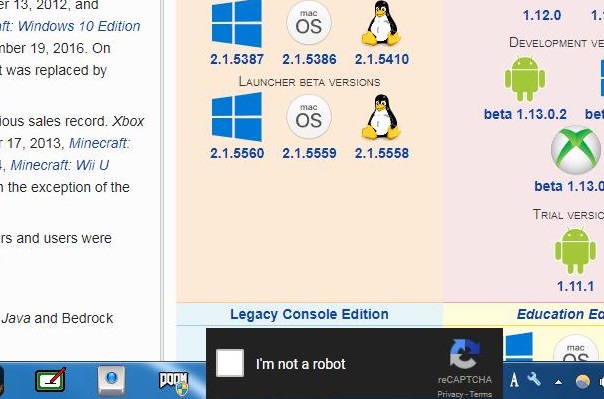 er 13, 2012, and
ft: Windows 10 Edition
mber 19, 2016. On
t was replaced by
ious sales record. Xbox
r 17, 2013, Minecraft:
, Minecraft: Wii U
n the exception of the
rs and users were
Java and Bedrock
mac
OS
2.1.5387 2.1.5386 2.1.5410
LAUNCHER BETA VERSIONS
mac
OS
2.1.5560 2.1.5559 2.1.5558
Legacy Console Edition
1.12.0 1.
DEVELOPMENT VE
beta 1.13.0.2 bet
beta 1.13.0
TRIAL VERSIC
1.11.1
Education Ed
mac
OS
I'm not a robot
reCAPTCHA
Privacy - Terms
DOOM
A